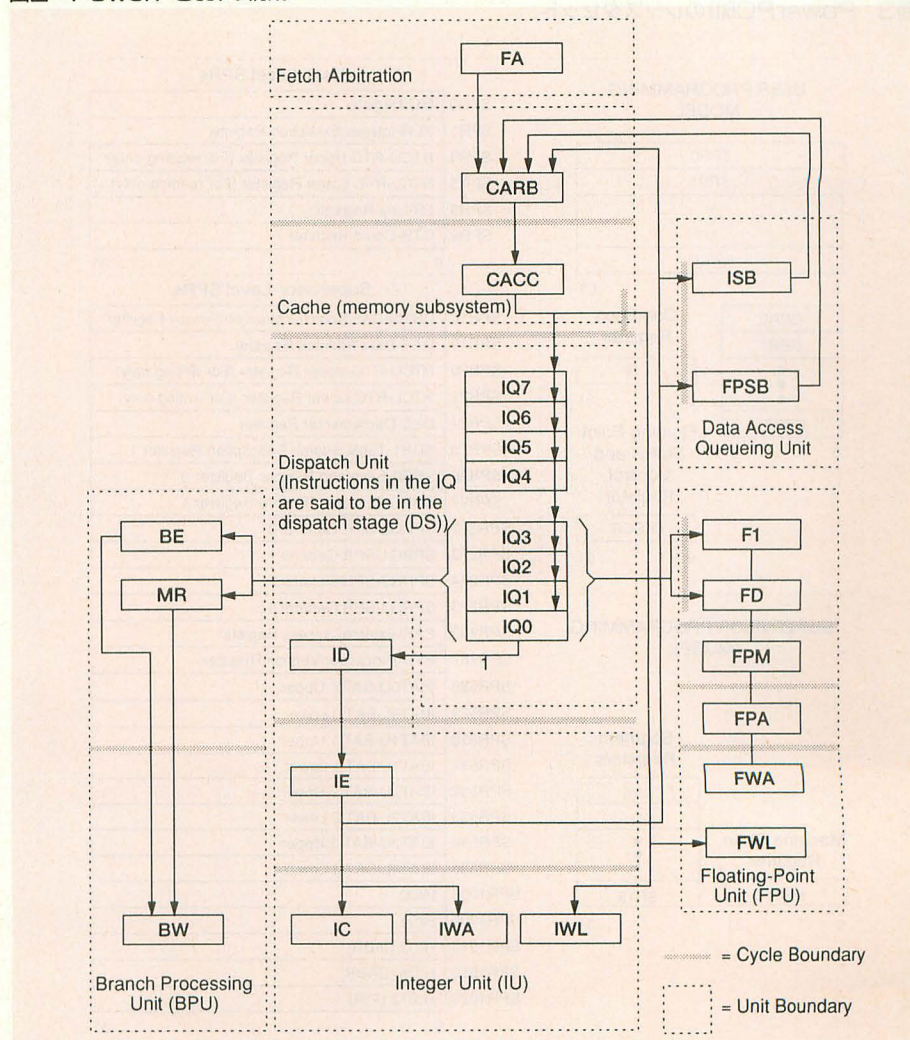 Fetch Arbitration
FA
CARB
CACC
Cache (memory subsystem)
ISB
FPSB
Data Access
Queueing Unit
IQ7
IQ6
IQ5
IQ4
Dispatch Unit
(Instructions in the IQ
are said to be in the
dispatch stage (DS))
IQ3
IQ2
IQ1
IQ0
BE
MR
ID
1
F1
FD
FPM
FPA
FWA
FWL
Floating-Point
Unit (FPU)
IE
BW
IC
IWA
IWL
Branch Processing
Unit (BPU)
Integer Unit (IU)
= Cycle Boundary
= Unit Boundary